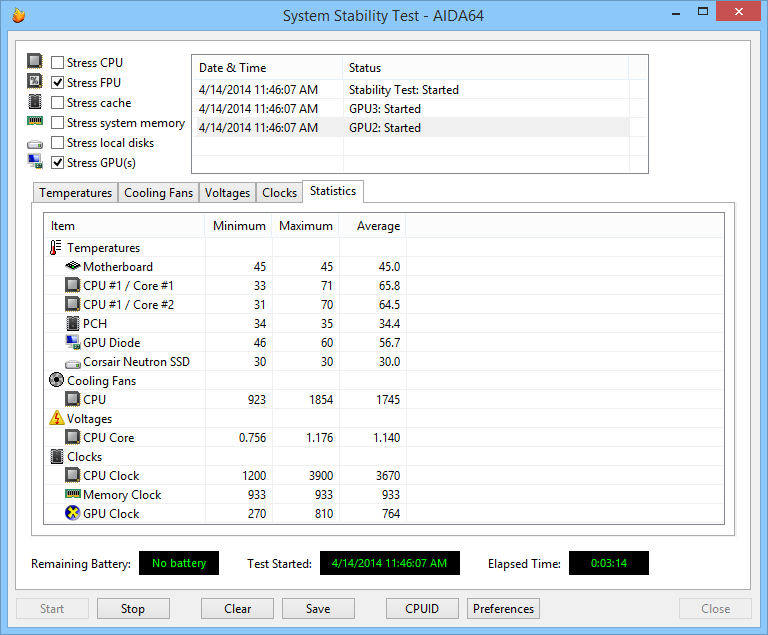 System Stability Test - AIDA64
Stress CPU
Stress FPU
Stress cache
Stress system memory
Stress local disks
Stress GPU(s)
Date & Time Status
4/14/2014 11:46:07 AM Stability Test: Started
4/14/2014 11:46:07 AM GPU3: Started
4/14/2014 11:46:07 AM GPU2: Started
Temperatures Cooling Fans Voltages Clocks Statistics
Item Minimum Maximum Average
Temperatures
Motherboard 45 45 45.0
CPU #1 / Core #1 33 71 65.8
CPU #1 / Core #2 31 70 64.5
PCH 34 35 34.4
GPU Diode 46 60 56.7
Corsair Neutron SSD 30 30 30.0
Cooling Fans
CPU 923 1854 1745
Voltages
CPU Core 0.756 1.176 1.140
Clocks
CPU Clock 1200 3900 3670
Memory Clock 933 933 933
GPU Clock 270 810 764
Remaining Battery: No battery Test Started: 4/14/2014 11:46:07 AM Elapsed Time: 0:03:14
Start Stop Clear Save CPUID Preferences Close